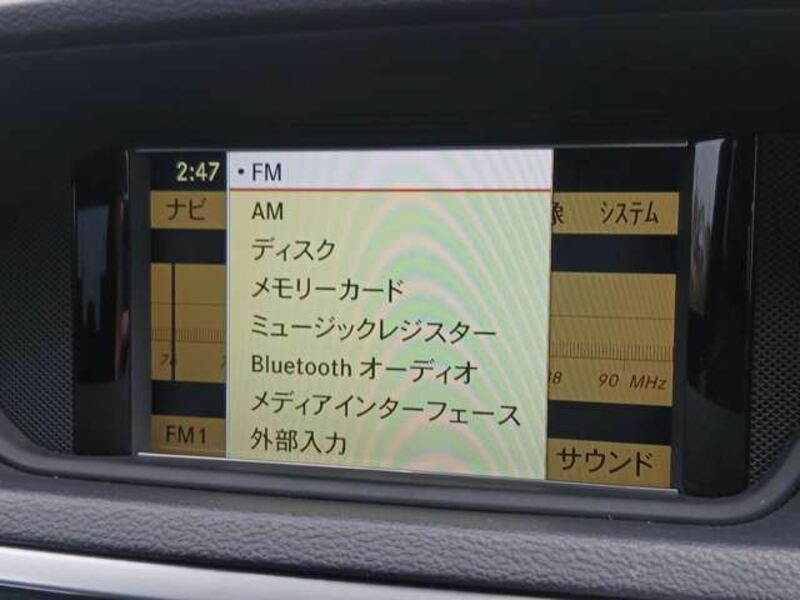 2:47
• FM
ナビ
AM
システム
ディスク
メモリーカード
ミュージックレジスター
Bluetooth オーディオ
90 MHz
メディアインターフェース
FM1
外部入力
サウンド